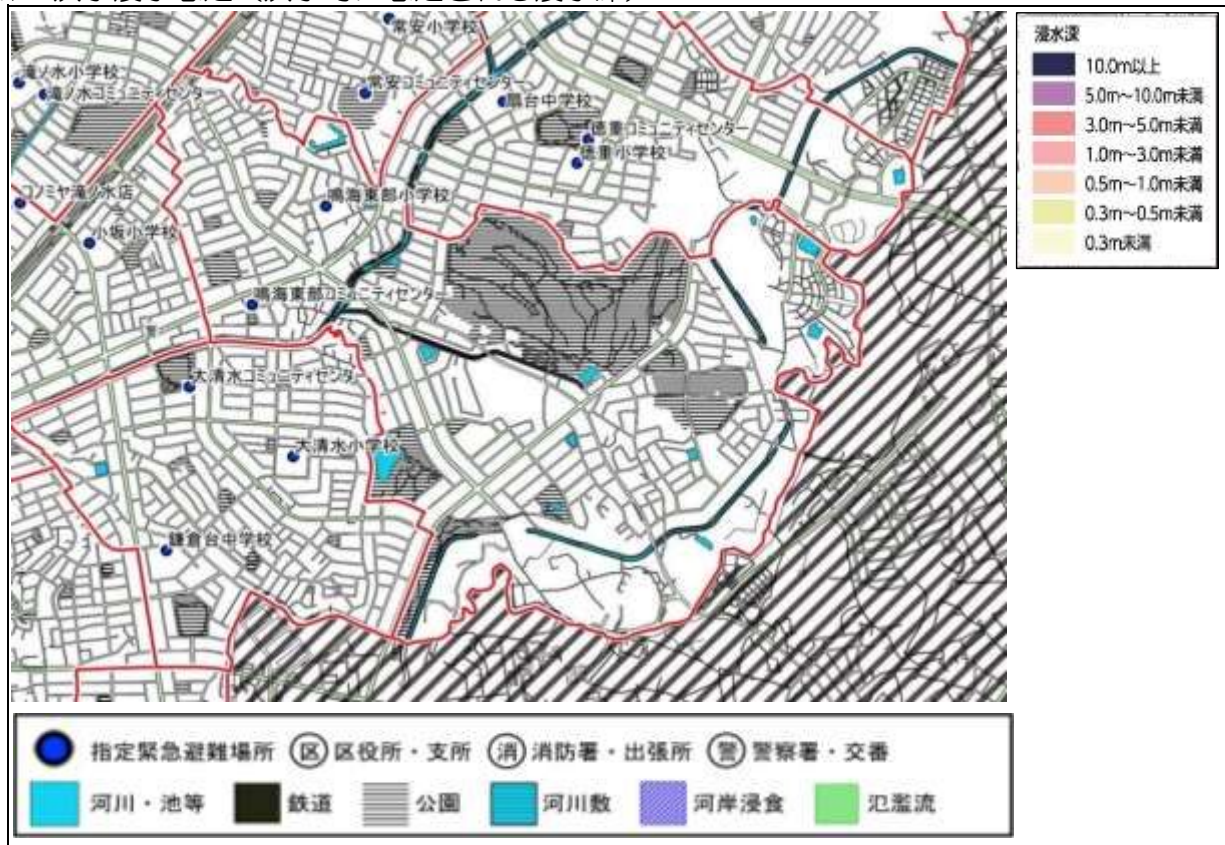 常安小学校
滝ノ水小学校
滝ノ水コミュニティセンター
常安コミュニティセンター
扇台中学校
徳重コミュニティセンター
徳重小学校
コノミヤ滝ノ水店
鳴海東部小学校
小坂小学校
鳴海東部コミュニティセンター
大清水コミュニティセンタ
大清水小学校
鎌倉台中学校
浸水深
10.0m以上
5.0m～10.0m未満
3.0m～5.0m未満
1.0m～3.0m未満
0.5m～1.0m未満
0.3m～0.5m未満
0.3m未満
指定緊急避難場所 区 区役所・支所 消 消防署・出張所 警 警察署・交番
河川・池等 鉄道 公園 河川敷 河岸浸食 氾濫流